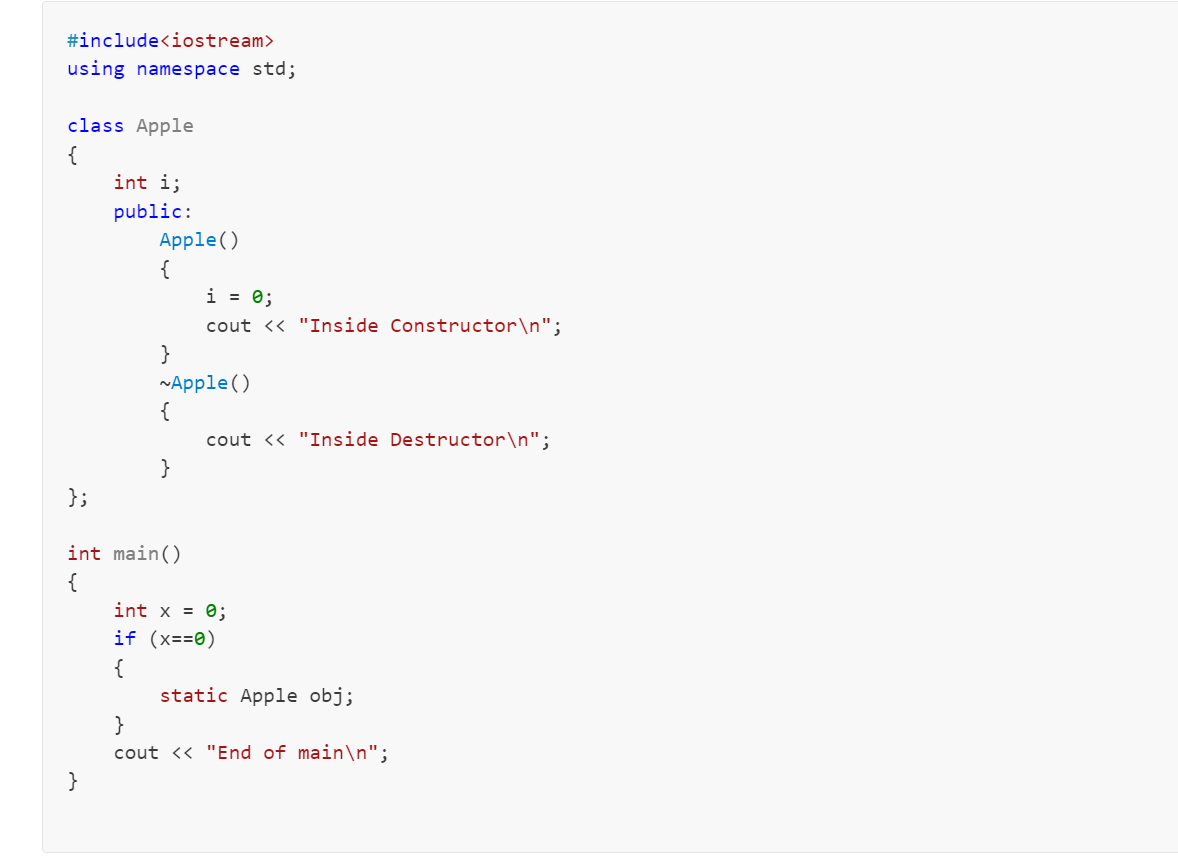 #include<iostream>
using namespace std;
class Apple
{
    int i;
    public:
        Apple()
        {
            i = 0;
            cout << "Inside Constructor\n";
        }
        ~Apple()
        {
            cout << "Inside Destructor\n";
        }
};
int main()
{
    int x = 0;
    if (x==0)
    {
        static Apple obj;
    }
    cout << "End of main\n";
}